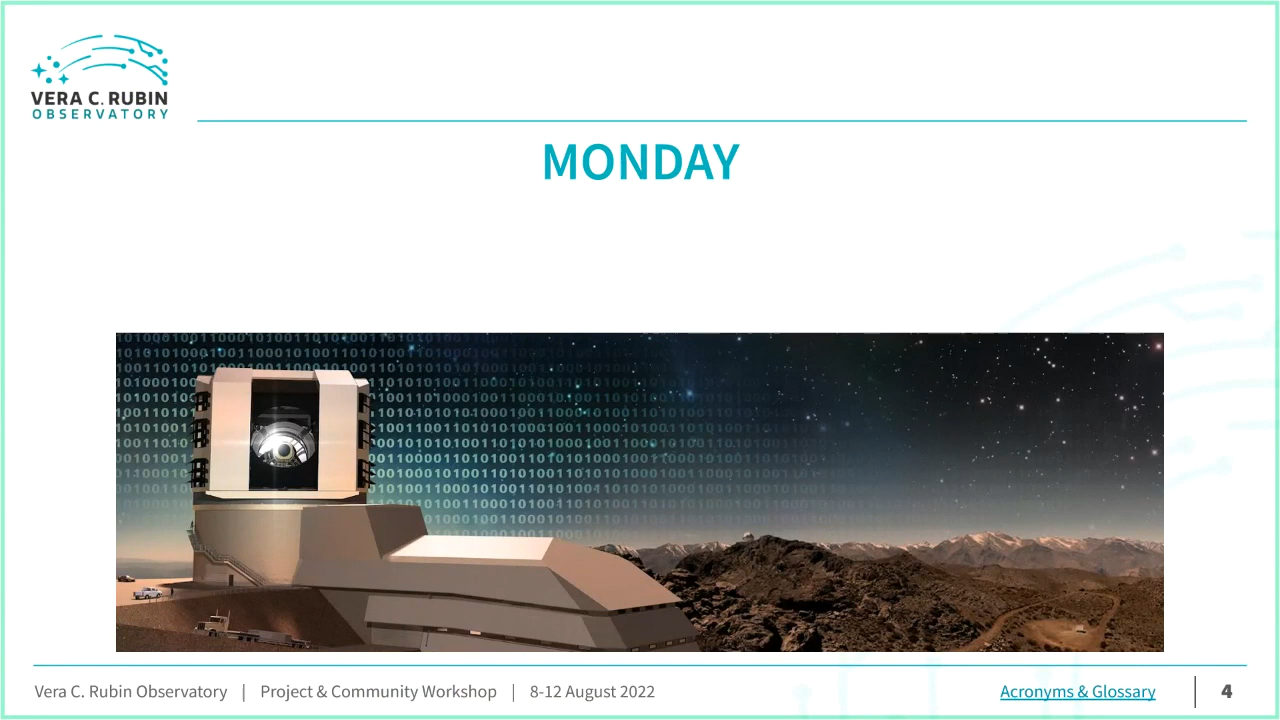 VERA C. RUBIN
OBSERVATORY
MONDAY
Vera C. Rubin Observatory | Project & Community Workshop | 8-12 August 2022
Acronyms & Glossary | 4